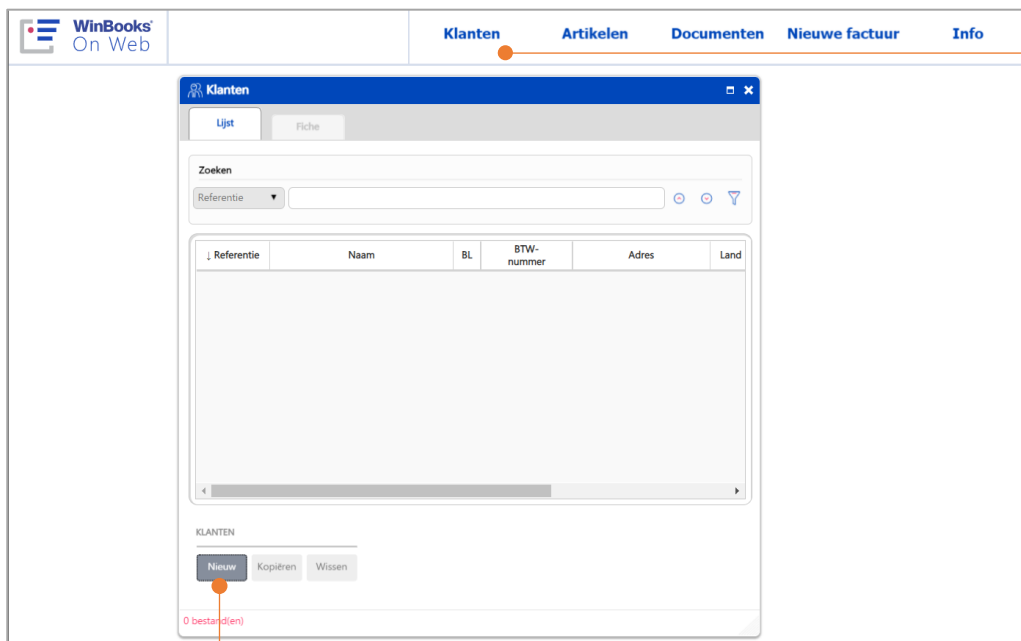 WinBooks®
On Web
Klanten Artikelen Documenten Nieuwe factuur Info
Klanten
Lijst Fiche
Zoeken
Referentie
↓ Referentie Naam BL BTW-nummer Adres Land
KLANTEN
Nieuw Kopiëren Wissen
0 bestand(en)